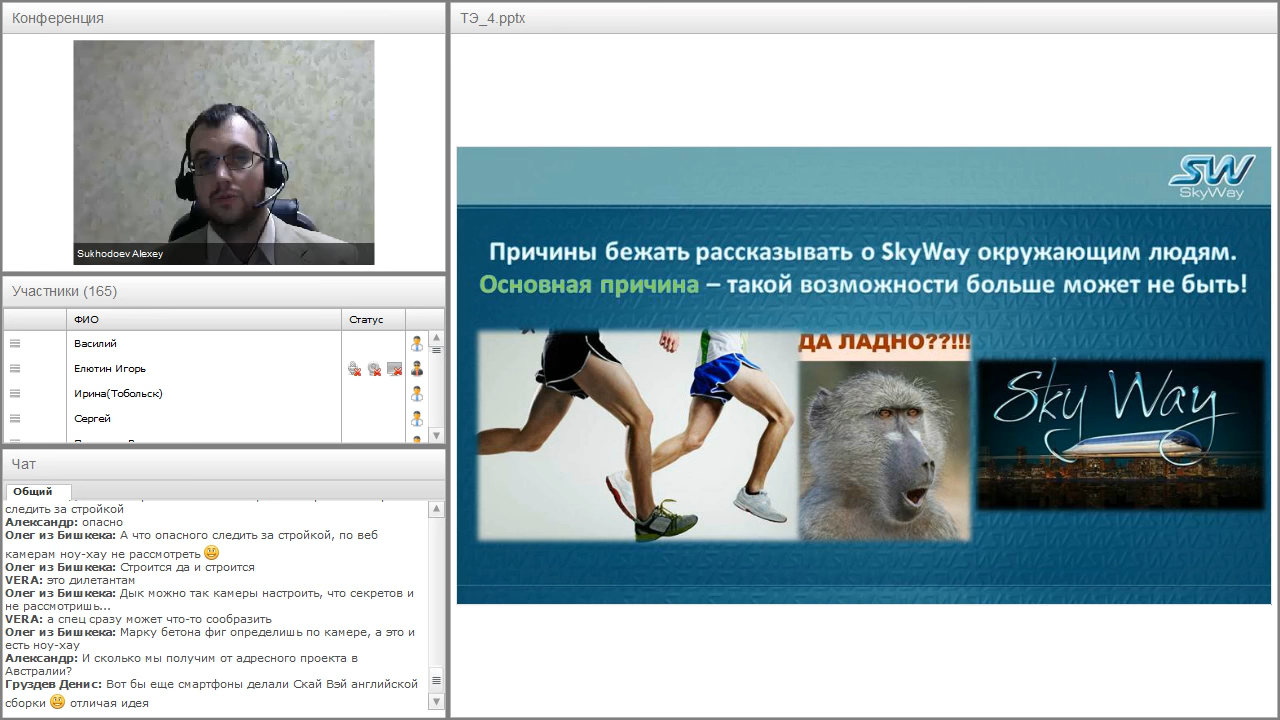 Конференция
Sukhodoev Alexey
Участники (165)
ФИО
Статус
Василий
Елютин Игорь
Ирина(Тобольск)
Сергей
Чат
Общий
следить за стройкой
Александр: опасно
Олег из Бишкека: А что опасного следить за стройкой, по веб
камерам ноу-хау не рассмотреть
Олег из Бишкека: Строится да и строится
VERA: это дилетантам
Олег из Бишкека: Дык можно так камеры настроить, что секретов и
не рассмотришь...
VERA: а спец сразу может что-то сообразить
Олег из Бишкека: Марку бетона фиг определишь по камере, а это и
есть ноу-хау
Александр: И сколько мы получим от адресного проекта в
Австралии?
Груздев Денис: Вот бы еще смартфоны делали Скай Вэй английской
сборки отличая идея
ТЭ_4.pptx
SW
SkyWay
Причины бежать рассказывать о SkyWay окружающим людям.
Основная причина – такой возможности больше может не быть!
ДА ЛАДНО??!!!
Sky Way